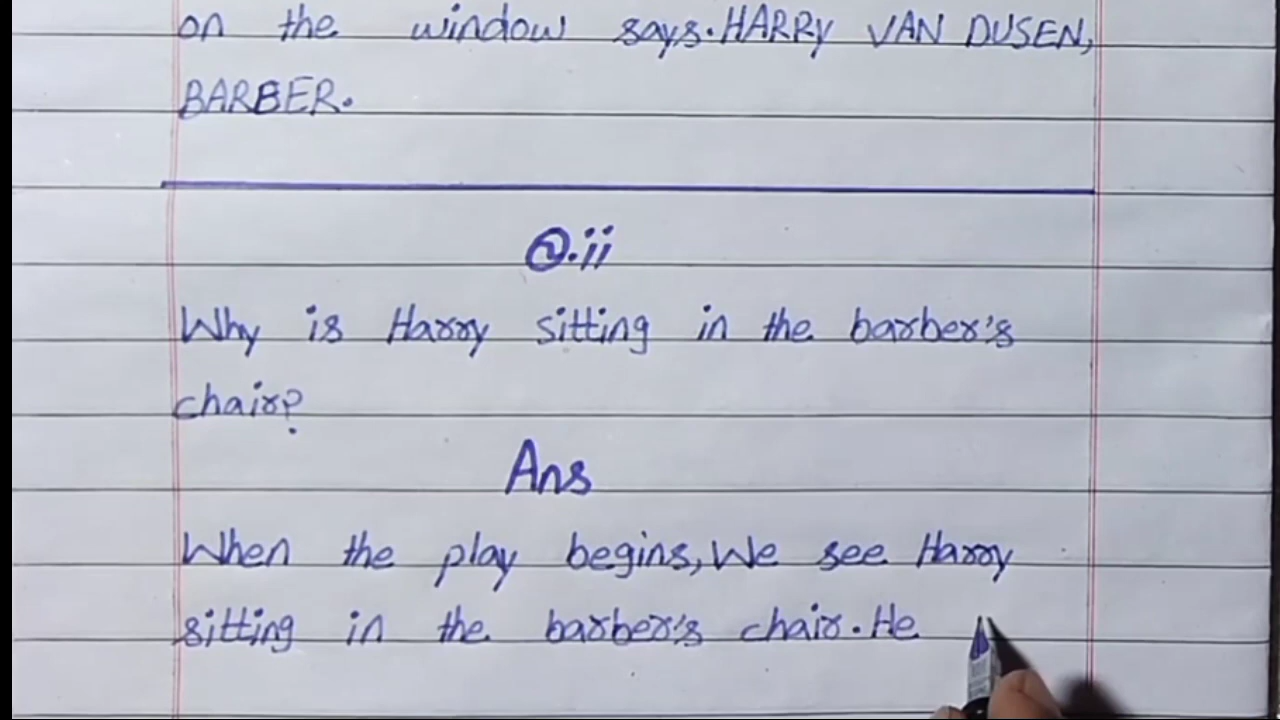 on the window says. HARRY VAN DUSEN,
BARBER.
Q.ii
Why is Harry sitting in the barber's
chair?
Ans
When the play begins, We see Harry
sitting in the barber's chair. He